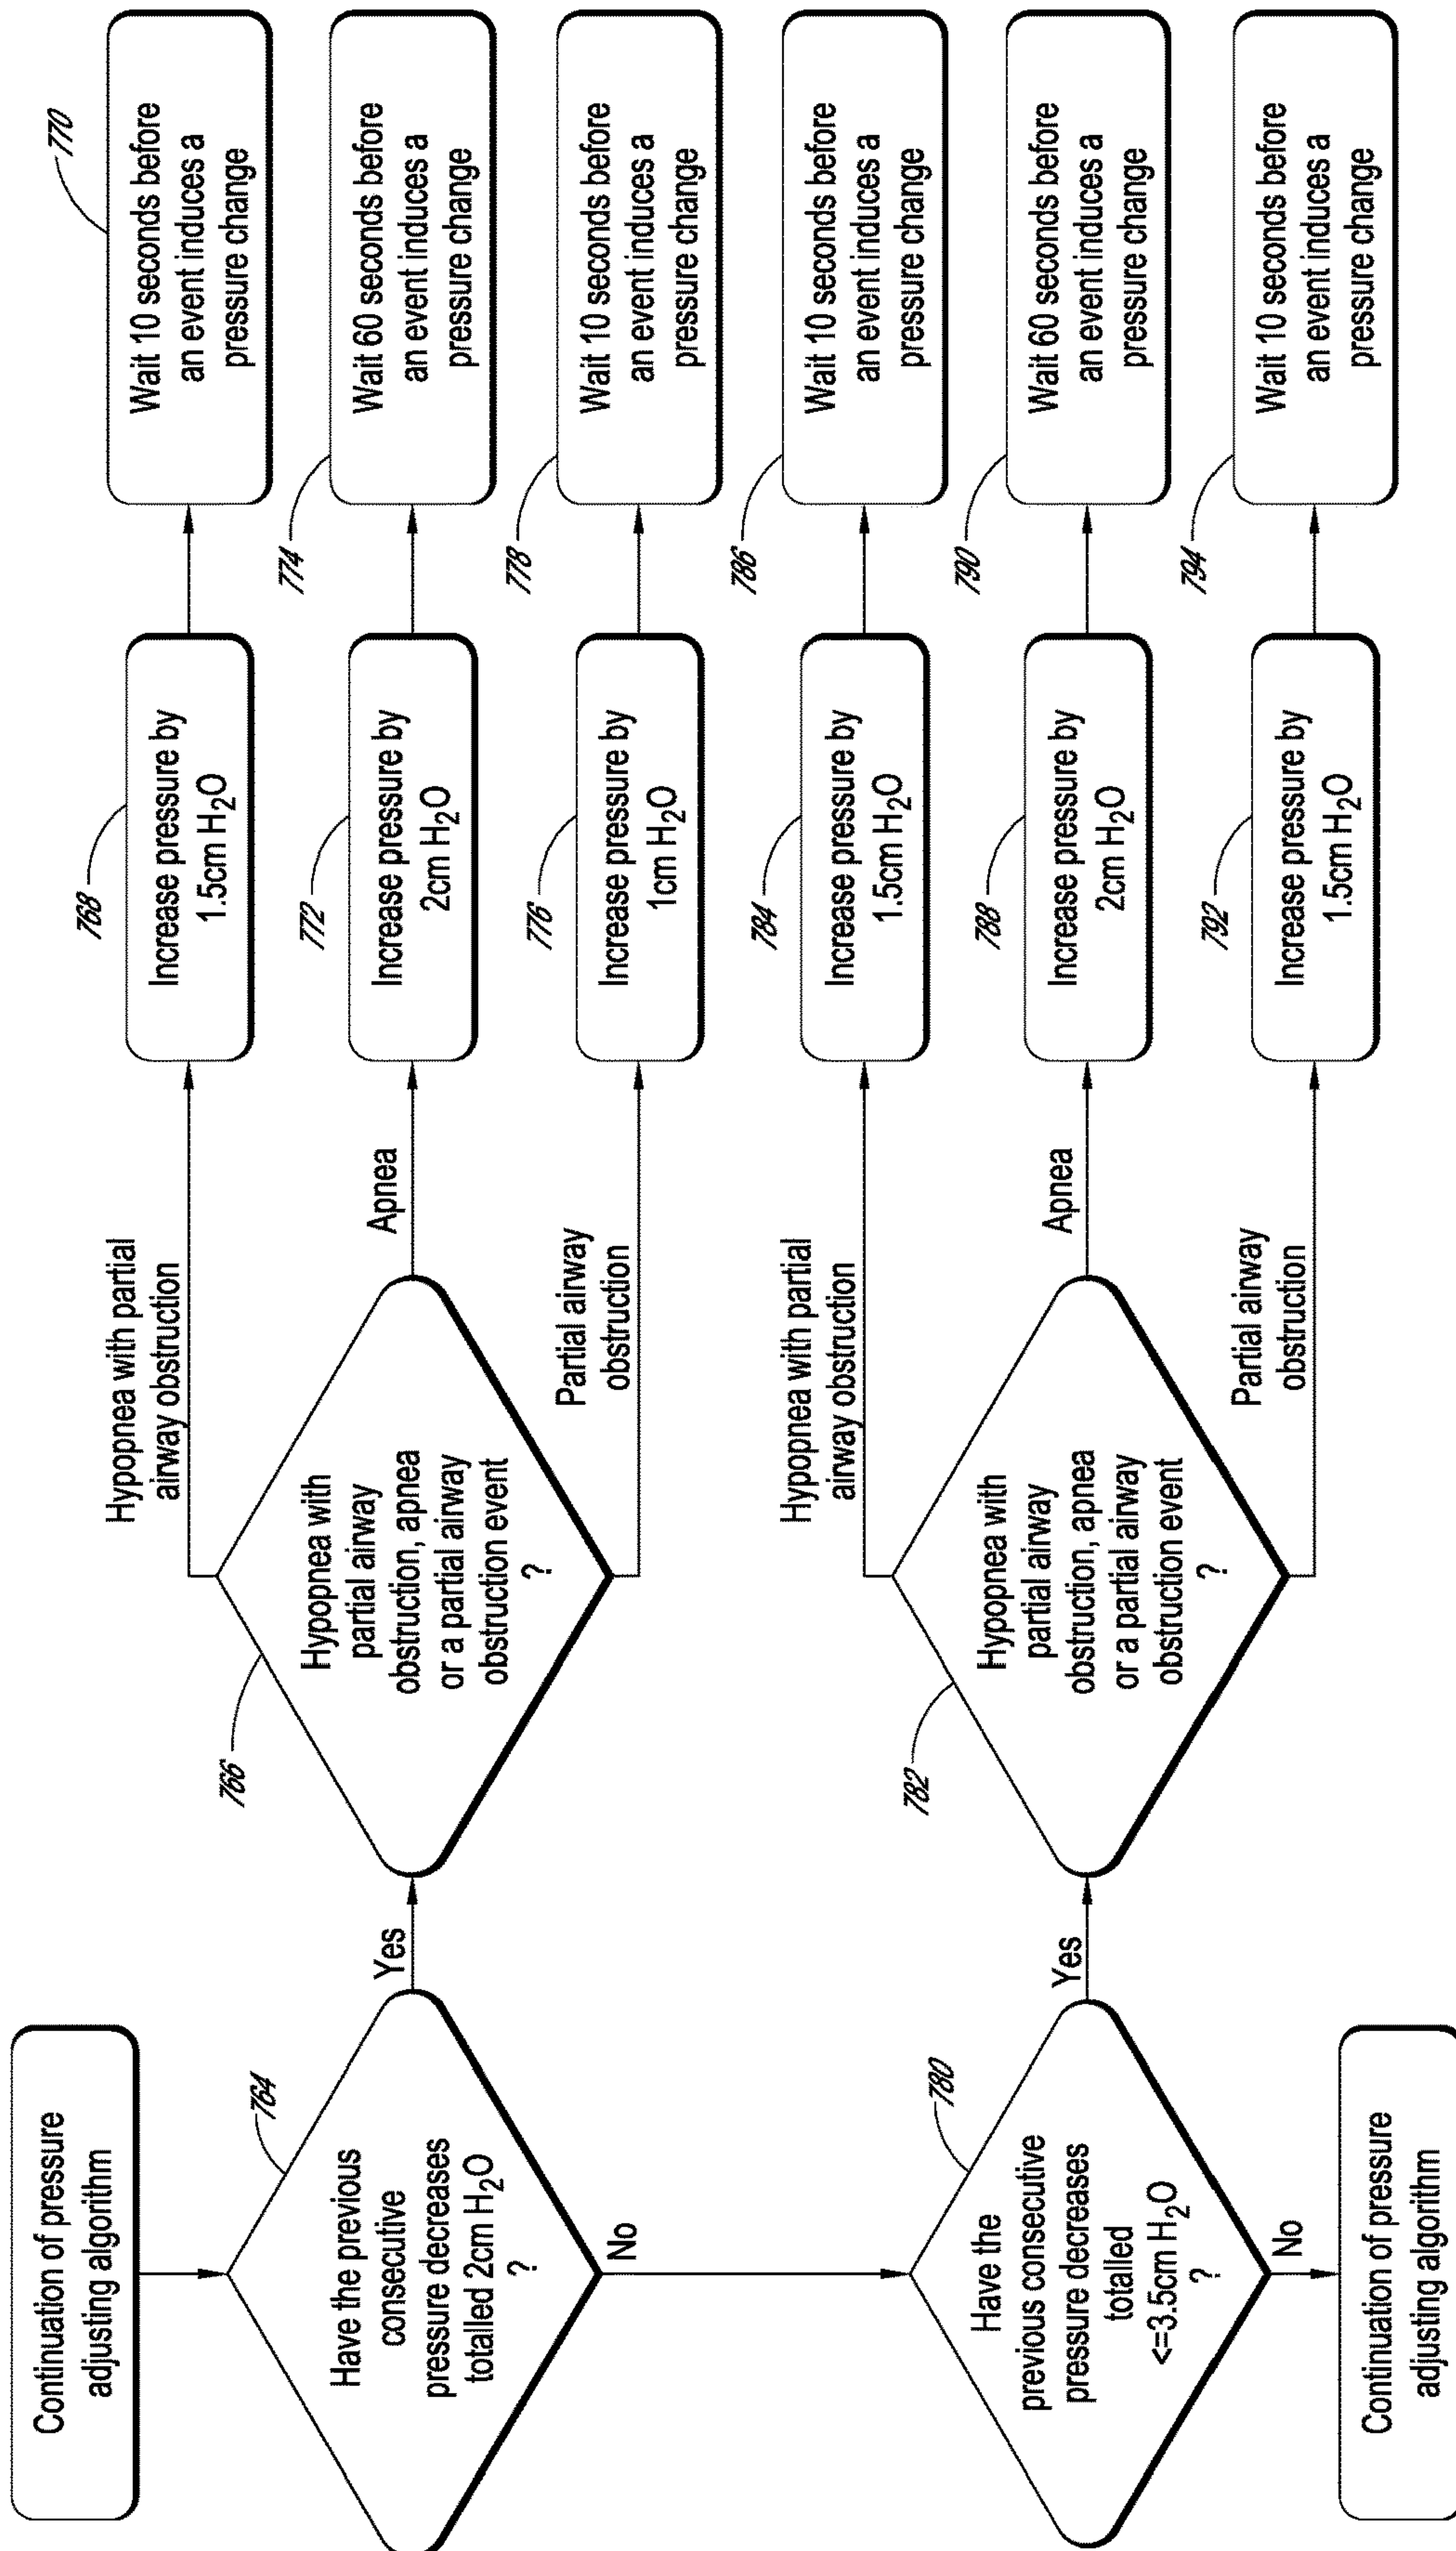 Continuation of pressure
adjusting algorithm
764
Have the previous
consecutive
pressure decreases
totalled 2cm H₂O
?
Yes
No
766
Hypopnea with
partial airway
obstruction, apnea
or a partial airway
obstruction event
?
Hypopnea with partial
airway obstruction
768
Increase pressure by
1.5cm H₂O
770
Wait 10 seconds before
an event induces a
pressure change
Apnea
772
Increase pressure by
2cm H₂O
774
Wait 60 seconds before
an event induces a
pressure change
Partial airway
obstruction
776
Increase pressure by
1cm H₂O
778
Wait 10 seconds before
an event induces a
pressure change
780
Have the
previous consecutive
pressure decreases
totalled
<=3.5cm H₂O
?
Yes
No
782
Hypopnea with
partial airway
obstruction, apnea
or a partial airway
obstruction event
?
Hypopnea with partial
airway obstruction
784
Increase pressure by
1.5cm H₂O
786
Wait 10 seconds before
an event induces a
pressure change
Apnea
788
Increase pressure by
2cm H₂O
790
Wait 60 seconds before
an event induces a
pressure change
Partial airway
obstruction
792
Increase pressure by
1.5cm H₂O
794
Wait 10 seconds before
an event induces a
pressure change
Continuation of pressure
adjusting algorithm